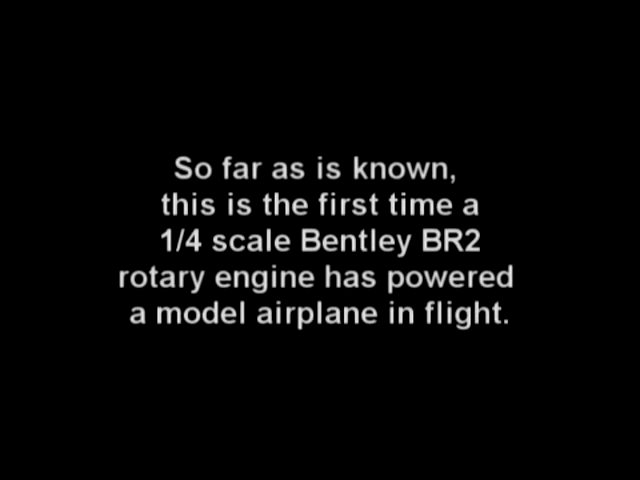 So far as is known,
this is the first time a
1/4 scale Bentley BR2
rotary engine has powered
a model airplane in flight.